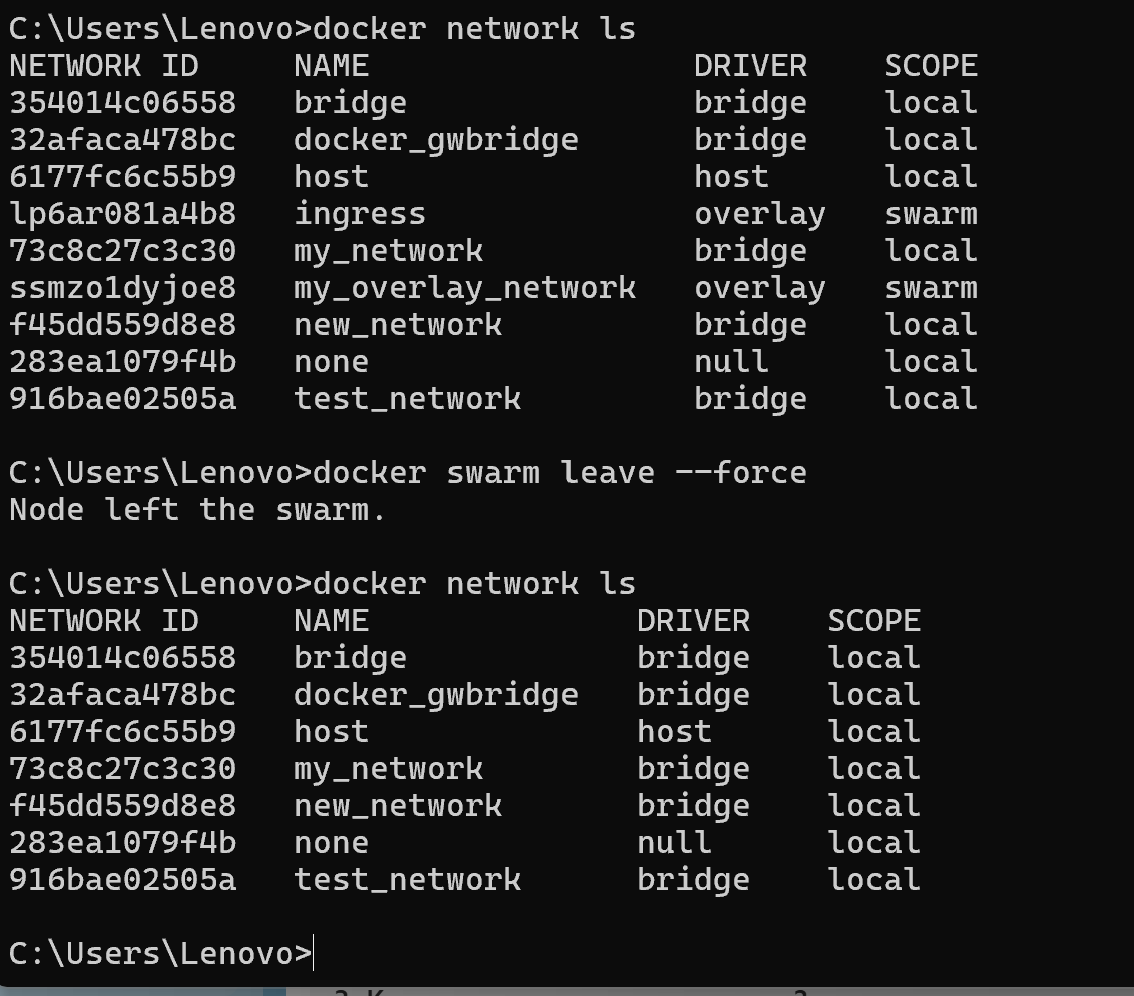 C:\Users\Lenovo>docker network ls
NETWORK ID     NAME                 DRIVER    SCOPE
354014c06558   bridge               bridge    local
32afaca478bc   docker_gwbridge      bridge    local
6177fc6c55b9   host                 host      local
lp6ar081a4b8   ingress              overlay   swarm
73c8c27c3c30   my_network           bridge    local
ssmzo1dyjoe8   my_overlay_network   overlay   swarm
f45dd559d8e8   new_network          bridge    local
283ea1079f4b   none                 null      local
916bae02505a   test_network         bridge    local
C:\Users\Lenovo>docker swarm leave --force
Node left the swarm.
C:\Users\Lenovo>docker network ls
NETWORK ID     NAME              DRIVER    SCOPE
354014c06558   bridge            bridge    local
32afaca478bc   docker_gwbridge   bridge    local
6177fc6c55b9   host              host      local
73c8c27c3c30   my_network        bridge    local
f45dd559d8e8   new_network       bridge    local
283ea1079f4b   none              null      local
916bae02505a   test_network      bridge    local
C:\Users\Lenovo>